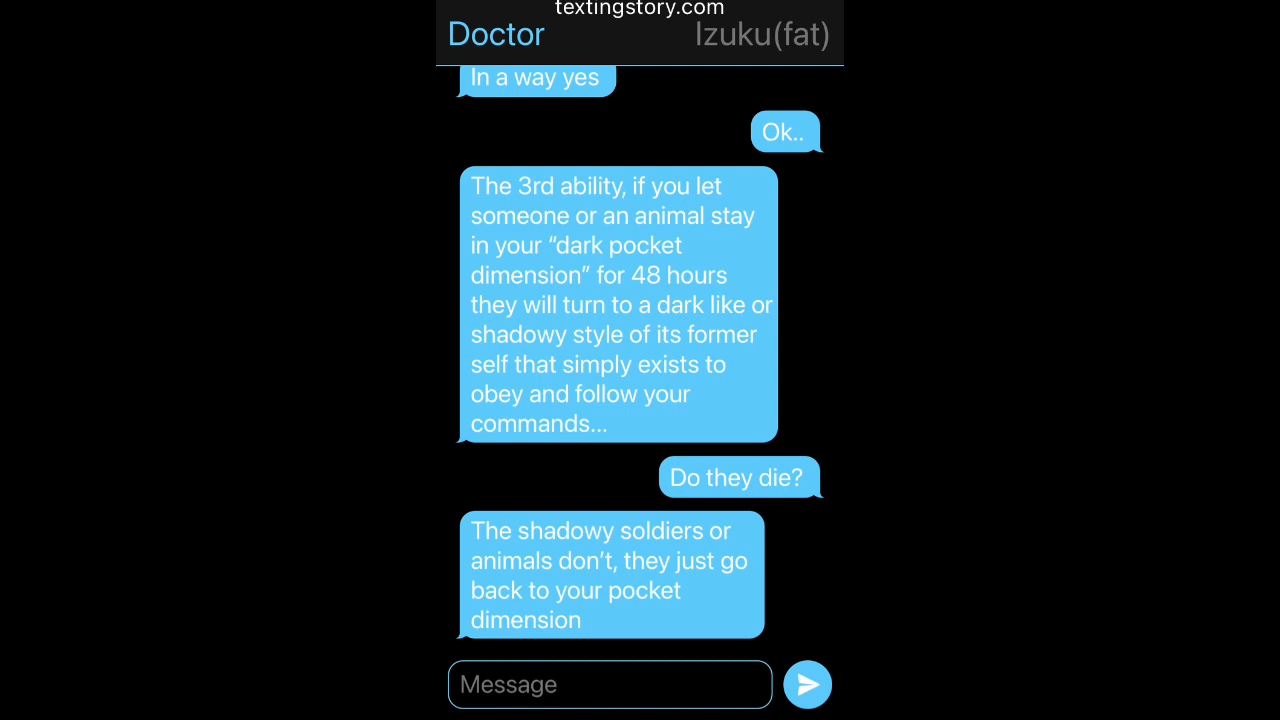 textingstory.com
Doctor
Izuku(fat)
In a way yes
Ok..
The 3rd ability, if you let
someone or an animal stay
in your “dark pocket
dimension” for 48 hours
they will turn to a dark like or
shadowy style of its former
self that simply exists to
obey and follow your
commands...
Do they die?
The shadowy soldiers or
animals don’t, they just go
back to your pocket
dimension
Message